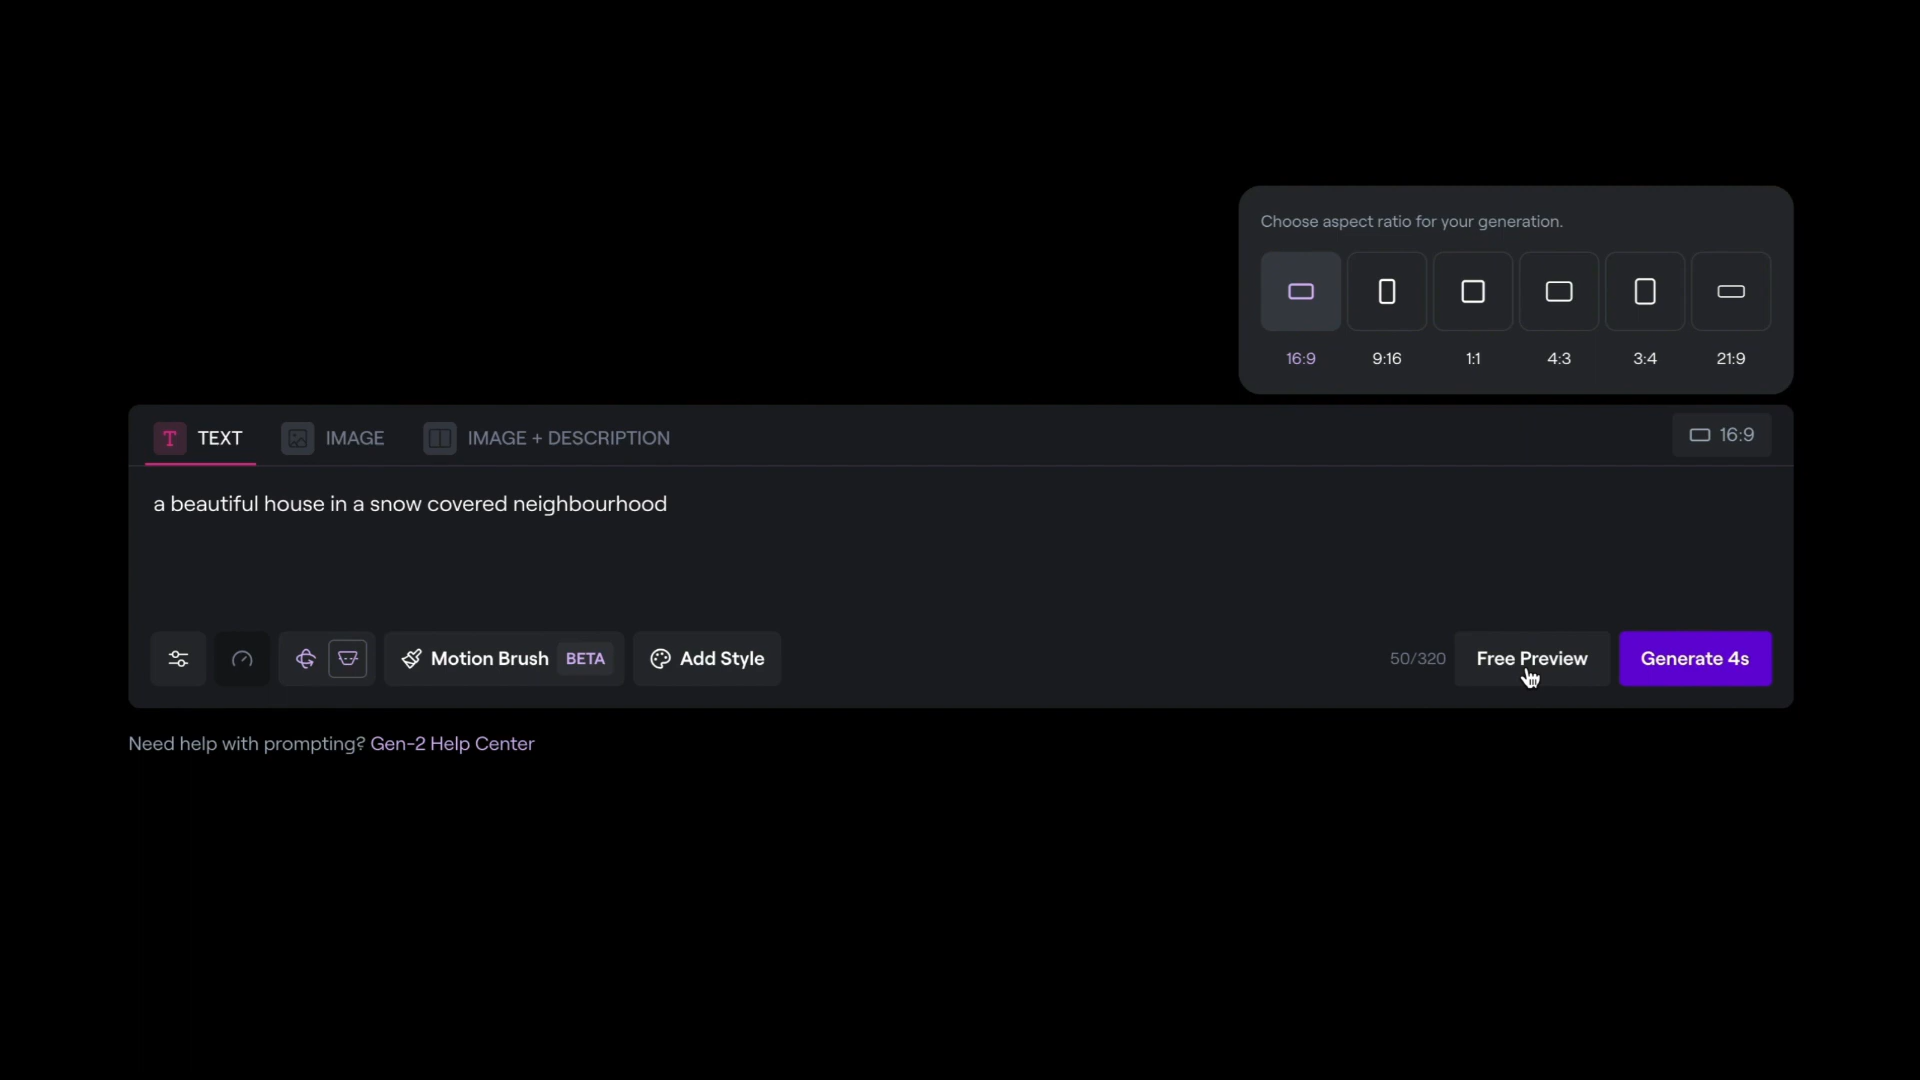 Choose aspect ratio for your generation.
16:9 9:16 1:1 4:3 3:4 21:9
T TEXT IMAGE IMAGE + DESCRIPTION 16:9
a beautiful house in a snow covered neighbourhood
Motion Brush BETA Add Style 50/320 Free Preview Generate 4s
Need help with prompting? Gen-2 Help Center